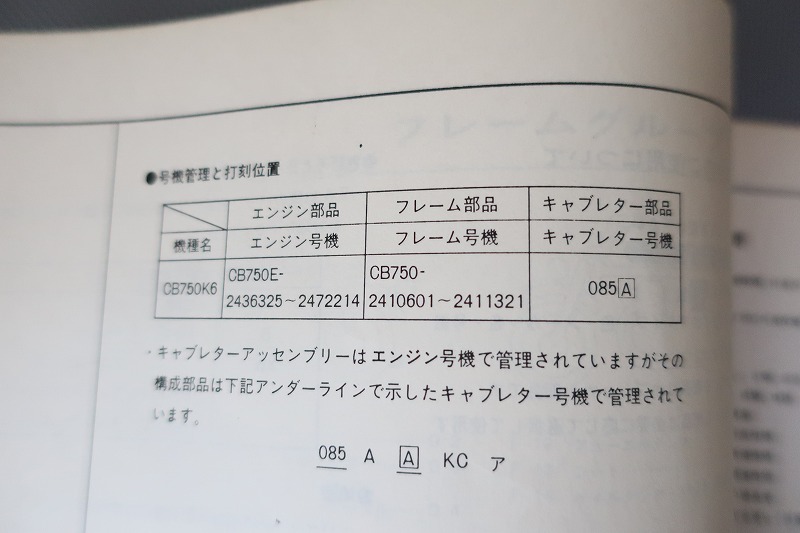 ●号機管理と打刻位置
エンジン部品 フレーム部品 キャブレター部品
機種名 エンジン号機 フレーム号機 キャブレター号機
CB750K6 CB750E-2436325～2472214 CB750-2410601～2411321 085A
・キャブレターアッセンブリーはエンジン号機で管理されていますがその
構成部品は下記アンダーラインで示したキャブレター号機で管理されて
います。
085 A A KC ア